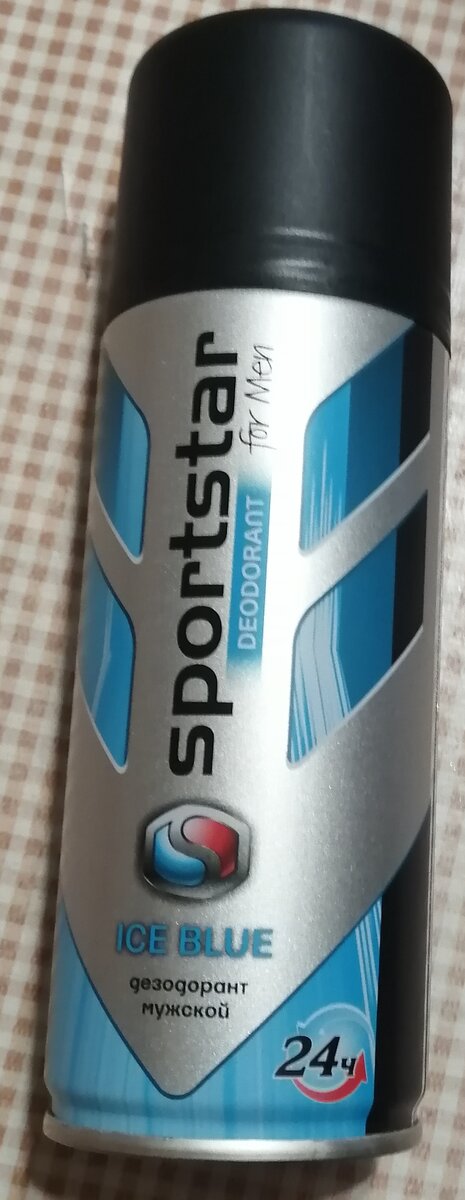 sportstar
for Men
DEODORANT
ICE BLUE
дезодорант
мужской
24ч